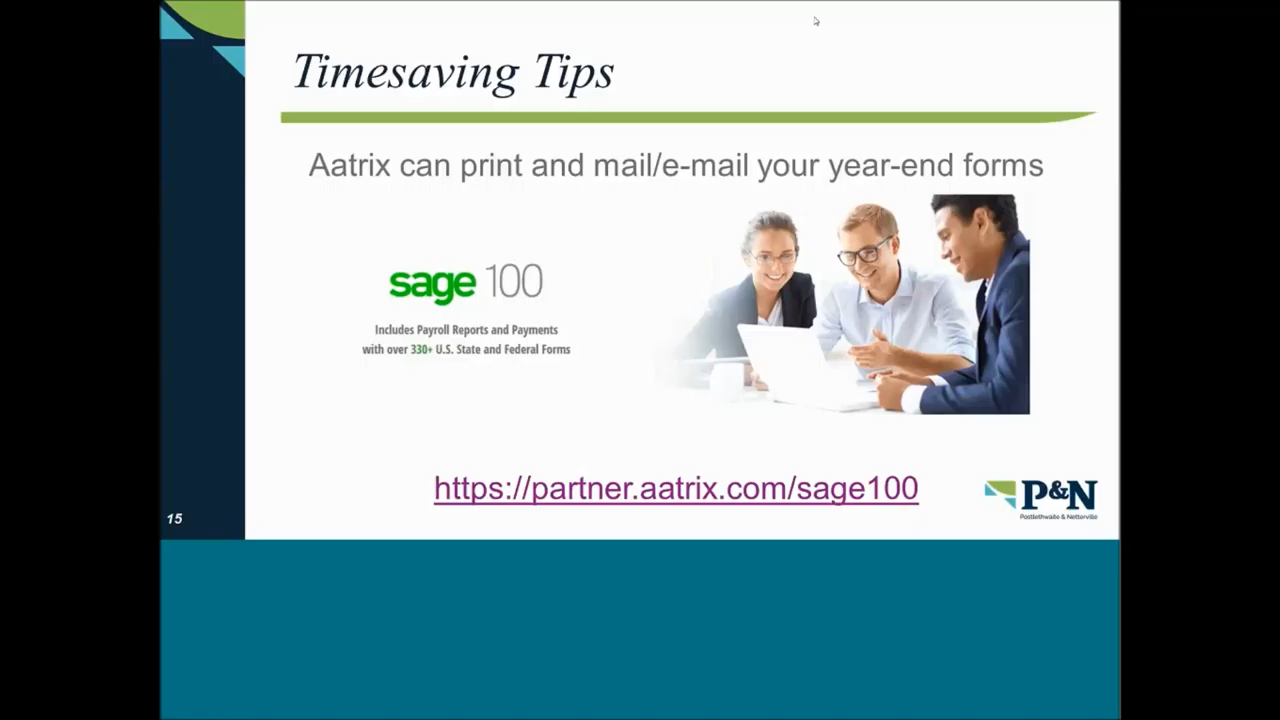 Timesaving Tips
Aatrix can print and mail/e-mail your year-end forms
sage 100
Includes Payroll Reports and Payments
with over 330+ U.S. State and Federal Forms
https://partner.aatrix.com/sage100
P&N
Postlethwaite & Netterville
15